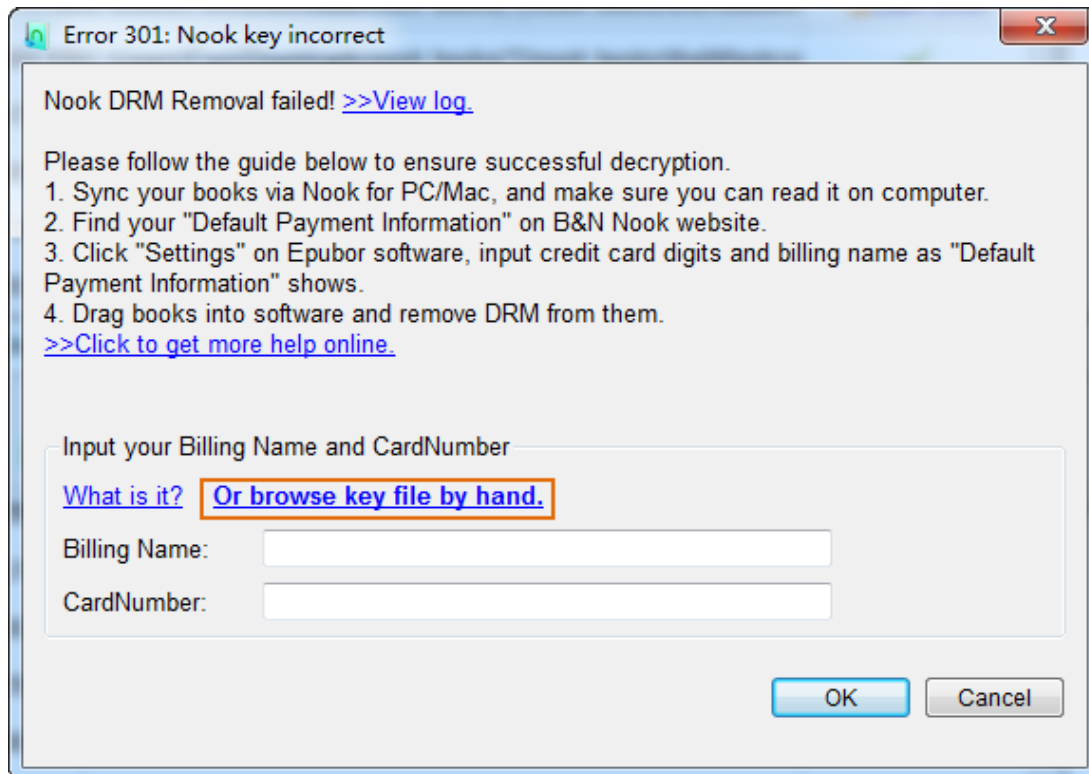 Error 301: Nook key incorrect
Nook DRM Removal failed! >>View log.
Please follow the guide below to ensure successful decryption.
1. Sync your books via Nook for PC/Mac, and make sure you can read it on computer.
2. Find your "Default Payment Information" on B&N Nook website.
3. Click "Settings" on Epubor software, input credit card digits and billing name as "Default
Payment Information" shows.
4. Drag books into software and remove DRM from them.
>>Click to get more help online.
Input your Billing Name and CardNumber
What is it? Or browse key file by hand.
Billing Name:
CardNumber:
OK Cancel